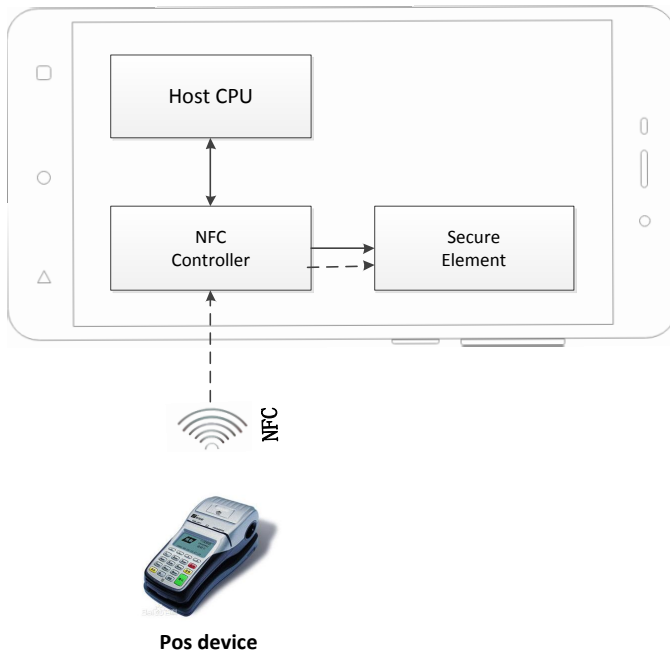 Host CPU
NFC
Controller
Secure
Element
NFC
Pos device